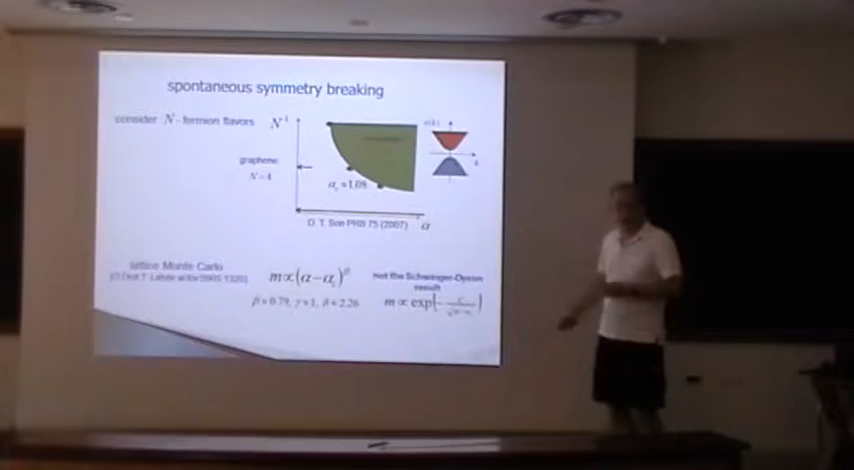 spontaneous symmetry breaking
consider N - fermion flavors
N⁻¹
ε(k)
k
graphene
N=4
α_c ≈ 1.08
D. T. Son PRB 75 (2007)
α
lattice Monte Carlo
m ∝ (α−α_c)^β
β ≈ 0.79, γ ≈ 1, δ ≈ 2.26
not the Schwinger-Dyson
result
m ∝ exp